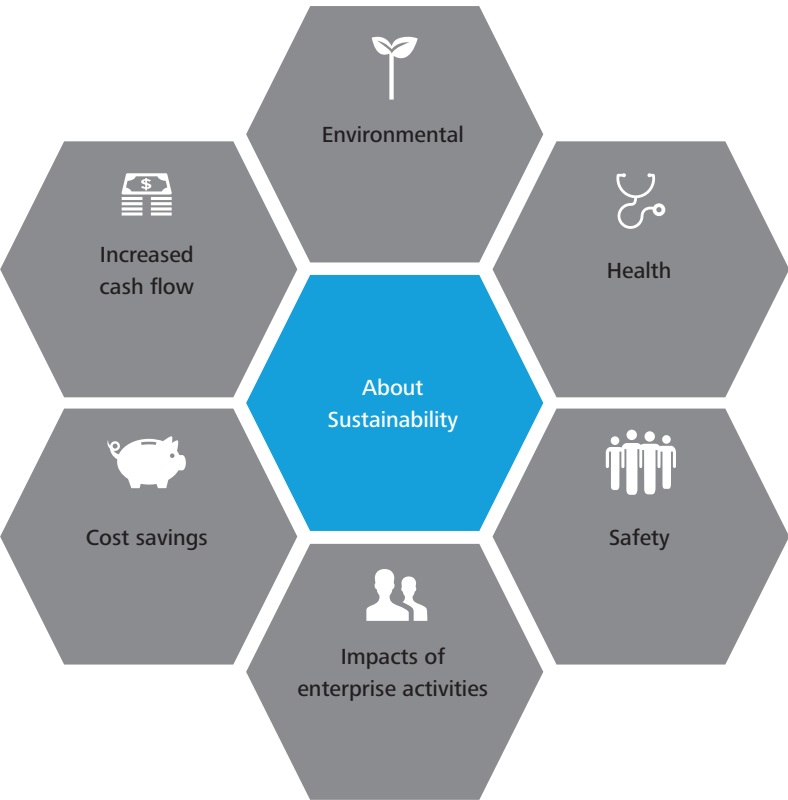 Environmental
Increased
cash flow
$
Health
About
Sustainability
Cost savings
Safety
Impacts of
enterprise activities